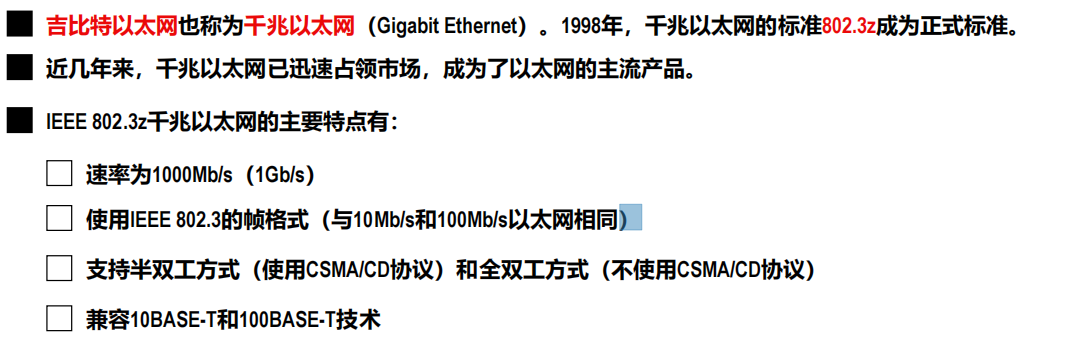 吉比特以太网也称为千兆以太网（Gigabit Ethernet）。1998年，千兆以太网的标准802.3z成为正式标准。
近几年来，千兆以太网已迅速占领市场，成为了以太网的主流产品。
IEEE 802.3z千兆以太网的主要特点有：
速率为1000Mb/s（1Gb/s）
使用IEEE 802.3的帧格式（与10Mb/s和100Mb/s以太网相同）
支持半双工方式（使用CSMA/CD协议）和全双工方式（不使用CSMA/CD协议）
兼容10BASE-T和100BASE-T技术